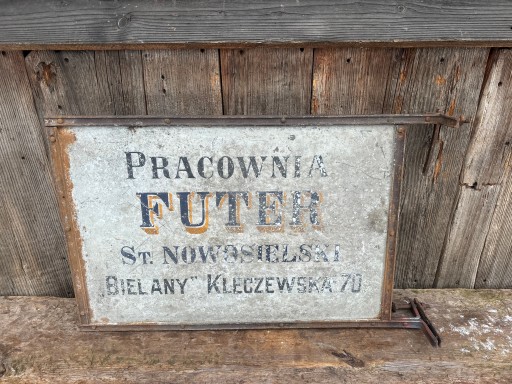 PRACOWNIA
FUTER
ST. NOWOSIELSKI
„BIELANY” KLECZEWSKA 70